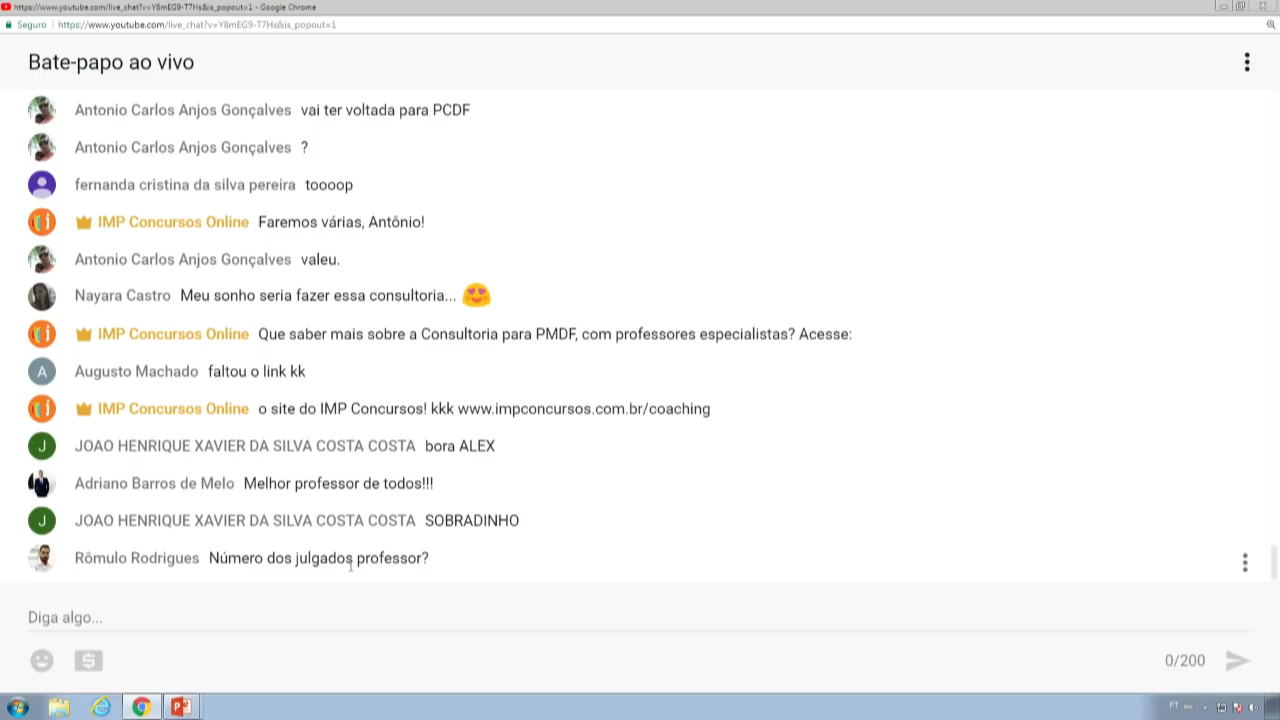 https://www.youtube.com/live_chat?v=Y8mEG9-T7Hs&is_popout=1 - Google Chrome
Seguro https://www.youtube.com/live_chat?v=Y8mEG9-T7Hs&is_popout=1
Bate-papo ao vivo
Antonio Carlos Anjos Gonçalves vai ter voltada para PCDF
Antonio Carlos Anjos Gonçalves ?
fernanda cristina da silva pereira toooop
IMP Concursos Online Faremos várias, Antônio!
Antonio Carlos Anjos Gonçalves valeu.
Nayara Castro Meu sonho seria fazer essa consultoria... 😍
IMP Concursos Online Que saber mais sobre a Consultoria para PMDF, com professores especialistas? Acesse:
A Augusto Machado faltou o link kk
IMP Concursos Online o site do IMP Concursos! kkk www.impconcursos.com.br/coaching
J JOAO HENRIQUE XAVIER DA SILVA COSTA COSTA bora ALEX
Adriano Barros de Melo Melhor professor de todos!!!
J JOAO HENRIQUE XAVIER DA SILVA COSTA COSTA SOBRADINHO
Rômulo Rodrigues Número dos julgados professor?
Diga algo...
0/200
PT